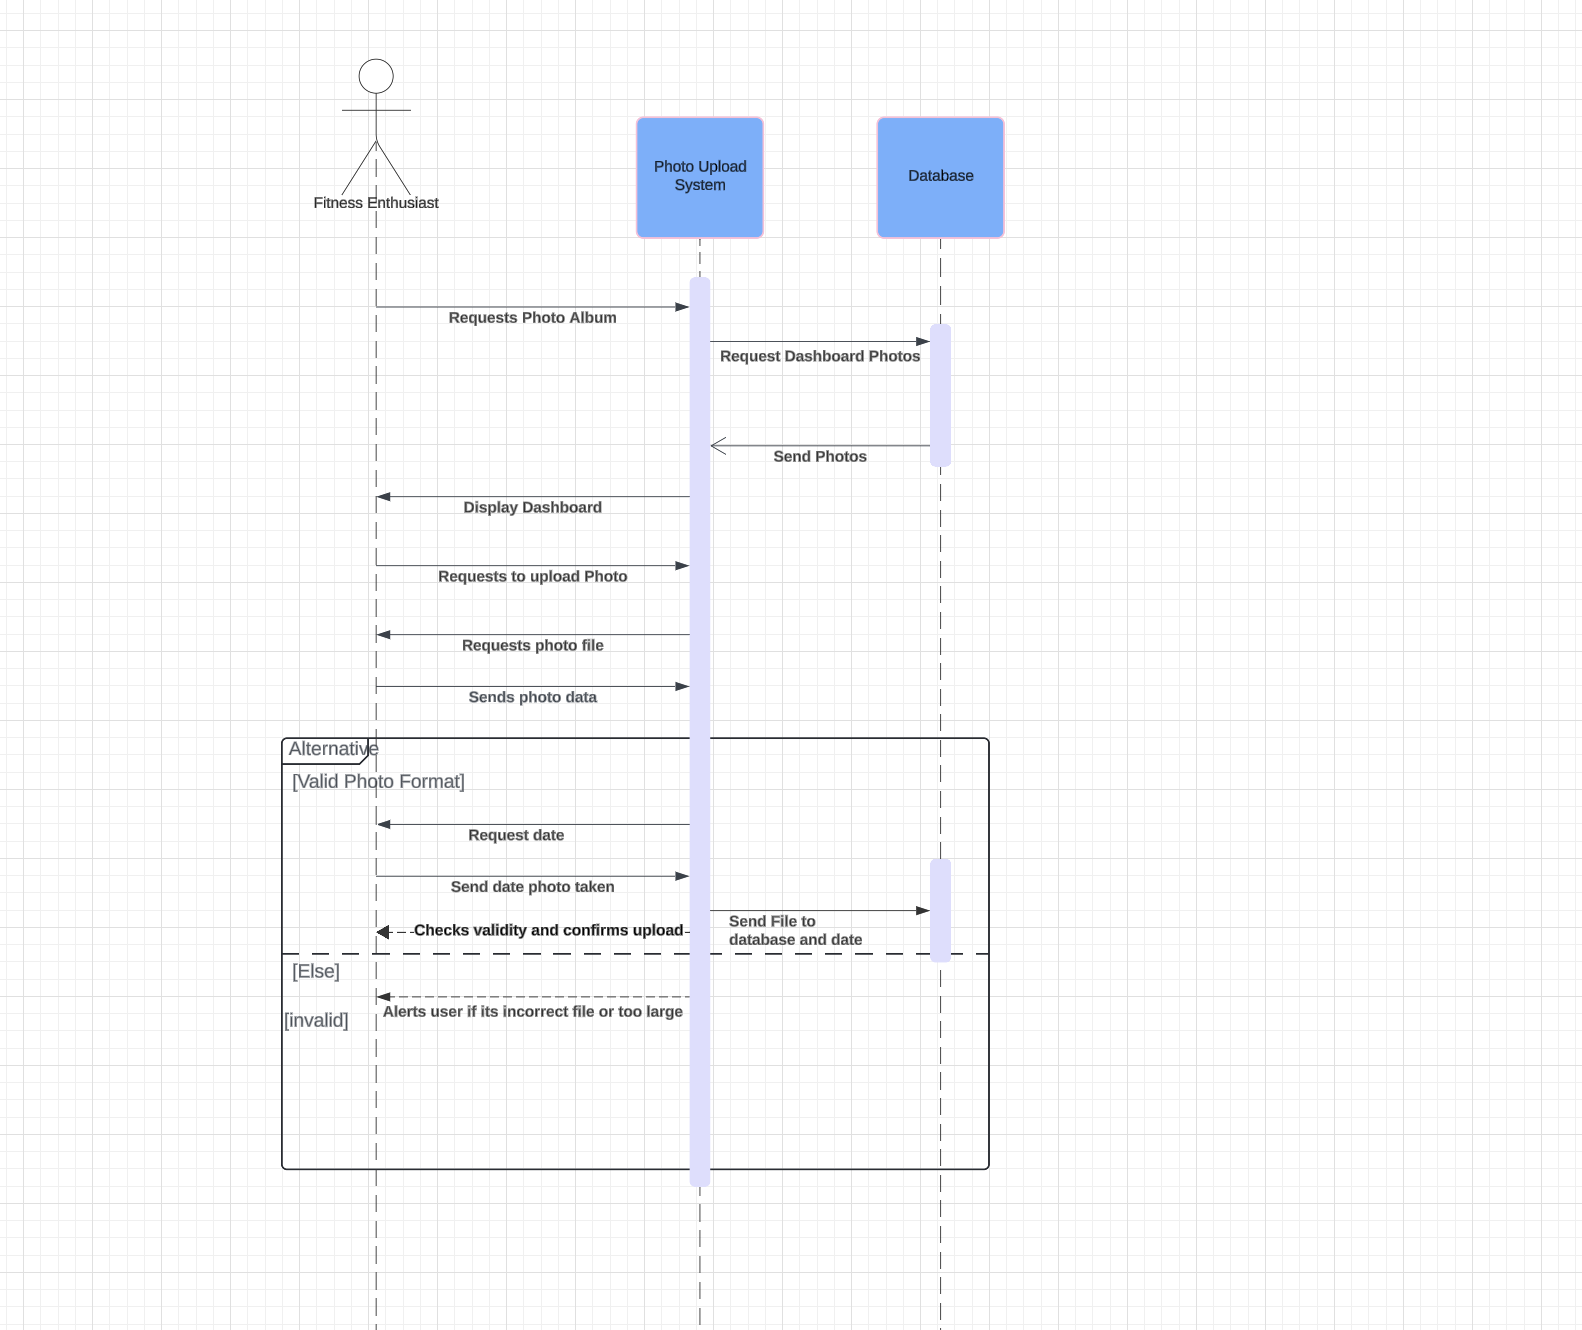 Fitness Enthusiast
Photo Upload
System
Database
Requests Photo Album
Request Dashboard Photos
Send Photos
Display Dashboard
Requests to upload Photo
Requests photo file
Sends photo data
Alternative
[Valid Photo Format]
Request date
Send date photo taken
Send File to
database and date
Checks validity and confirms upload
[Else]
Alerts user if its incorrect file or too large
[invalid]